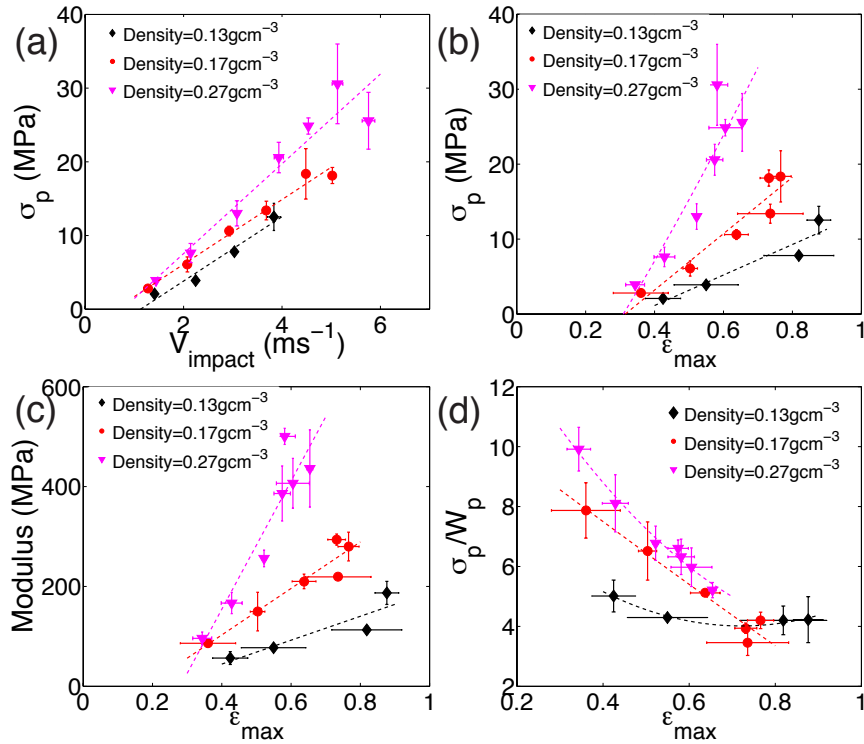 (a)
Density=0.13gcm⁻³
Density=0.17gcm⁻³
Density=0.27gcm⁻³
40
30
20
10
0
σp (MPa)
0 2 4 6
Vimpact (ms⁻¹)
(b)
Density=0.13gcm⁻³
Density=0.17gcm⁻³
Density=0.27gcm⁻³
40
30
20
10
0
σp (MPa)
0 0.2 0.4 0.6 0.8 1
εmax
(c)
Density=0.13gcm⁻³
Density=0.17gcm⁻³
Density=0.27gcm⁻³
600
400
200
0
Modulus (MPa)
0 0.2 0.4 0.6 0.8 1
εmax
(d)
Density=0.13gcm⁻³
Density=0.17gcm⁻³
Density=0.27gcm⁻³
12
10
8
6
4
2
σp/Wp
0.2 0.4 0.6 0.8 1
εmax